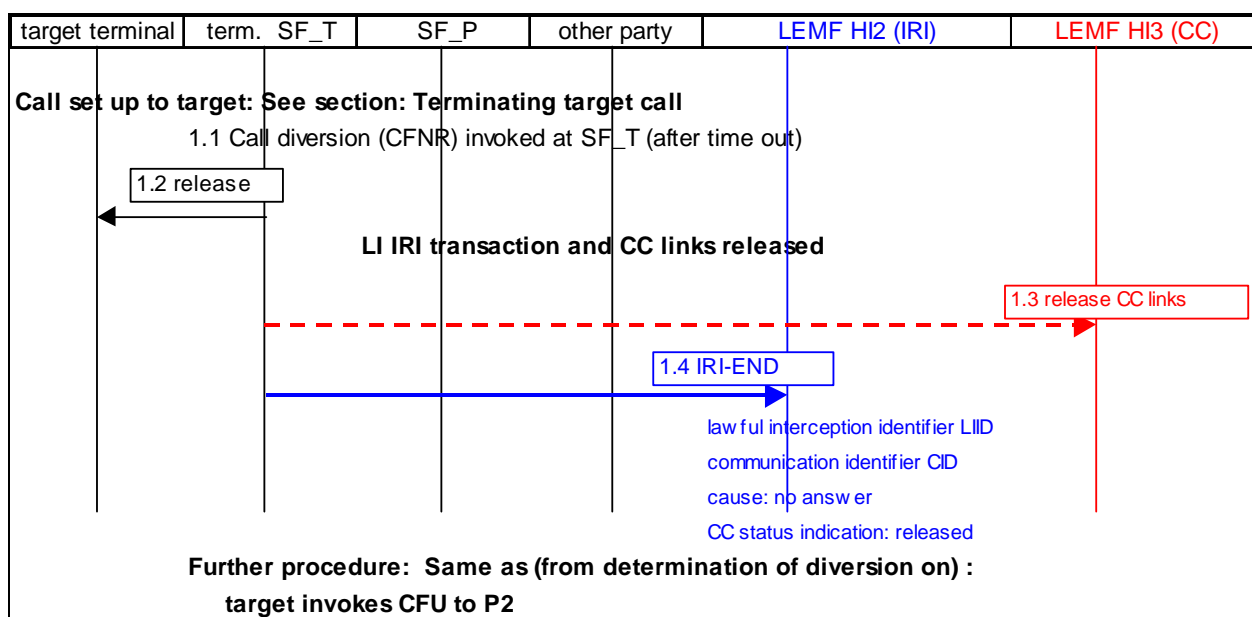 target terminal term. SF_T SF_P other party LEMF HI2 (IRI) LEMF HI3 (CC)
Call set up to target: See section: Terminating target call
1.1 Call diversion (CFNR) invoked at SF_T (after time out)
1.2 release
LI IRI transaction and CC links released
1.3 release CC links
1.4 IRI-END
lawful interception identifier LIID
communication identifier CID
cause: no answer
CC status indication: released
Further procedure: Same as (from determination of diversion on) :
target invokes CFU to P2